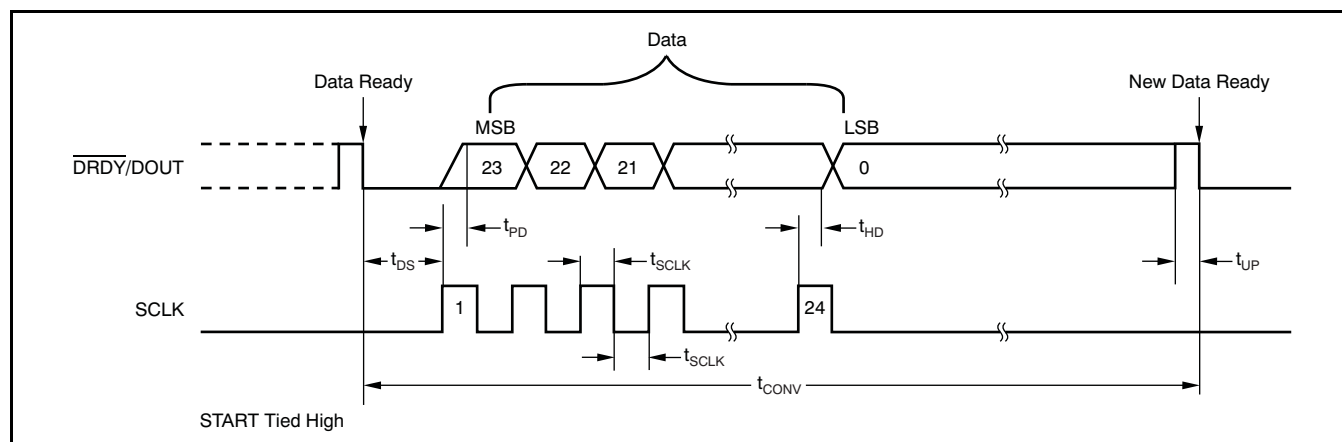 Data
Data Ready
New Data Ready
MSB
LSB
DRDY/DOUT
23
22
21
0
tPD
tHD
tDS
tSCLK
tUP
SCLK
1
24
tSCLK
tCONV
START Tied High